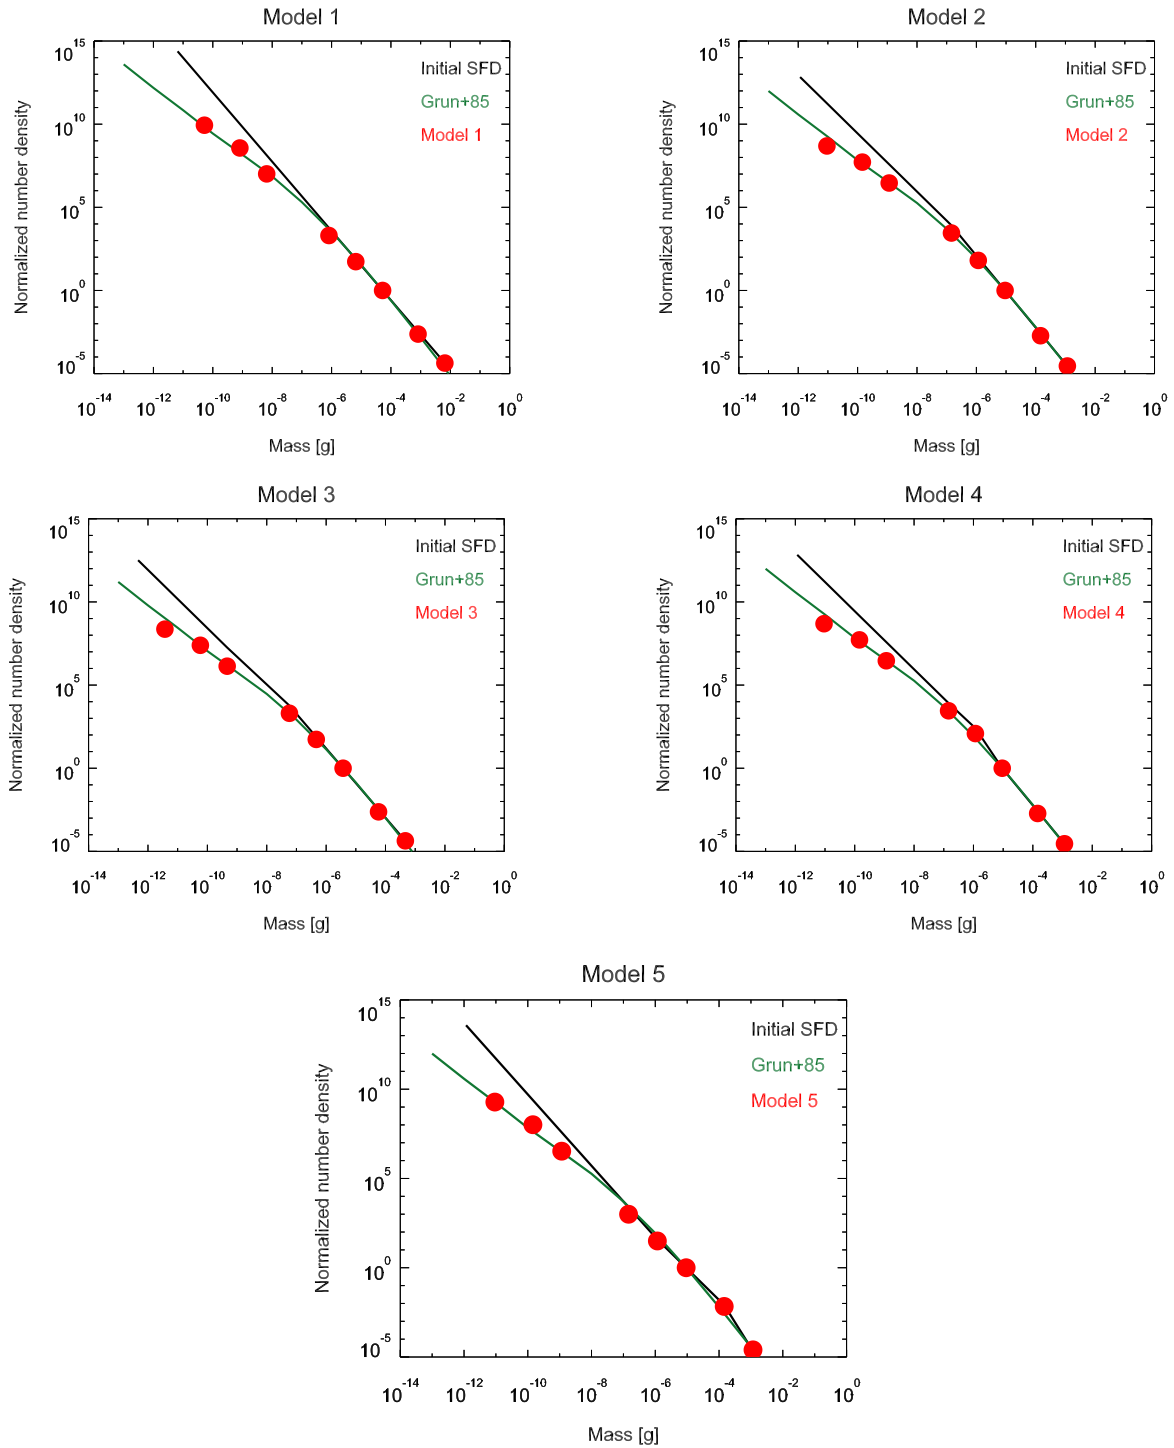 Model 1
Normalized number density
10^15
10^10
10^5
10^0
10^-5
Initial SFD
Grun+85
Model 1
10^-14 10^-12 10^-10 10^-8 10^-6 10^-4 10^-2 10^0
Mass [g]
Model 2
Normalized number density
10^15
10^10
10^5
10^0
10^-5
Initial SFD
Grun+85
Model 2
10^-14 10^-12 10^-10 10^-8 10^-6 10^-4 10^-2 10^0
Mass [g]
Model 3
Normalized number density
10^15
10^10
10^5
10^0
10^-5
Initial SFD
Grun+85
Model 3
10^-14 10^-12 10^-10 10^-8 10^-6 10^-4 10^-2 10^0
Mass [g]
Model 4
Normalized number density
10^15
10^10
10^5
10^0
10^-5
Initial SFD
Grun+85
Model 4
10^-14 10^-12 10^-10 10^-8 10^-6 10^-4 10^-2 10^0
Mass [g]
Model 5
Normalized number density
10^15
10^10
10^5
10^0
10^-5
Initial SFD
Grun+85
Model 5
10^-14 10^-12 10^-10 10^-8 10^-6 10^-4 10^-2 10^0
Mass [g]